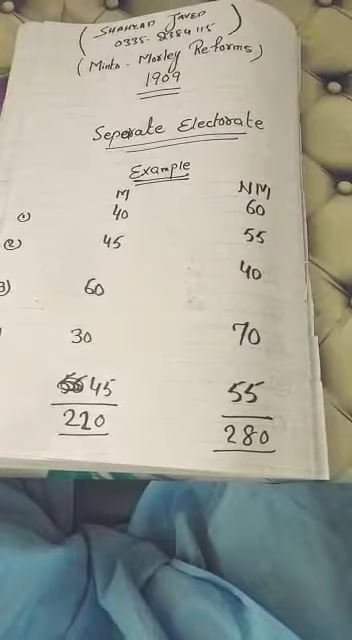 ( SHAHZAD JAVED )
0335-8384115
( Minto-Morley Reforms )
1909
Seperate Electorate
Example
M NM
(1) 40 60
(2) 45 55
3) 60 40
30 70
45 55
220 280